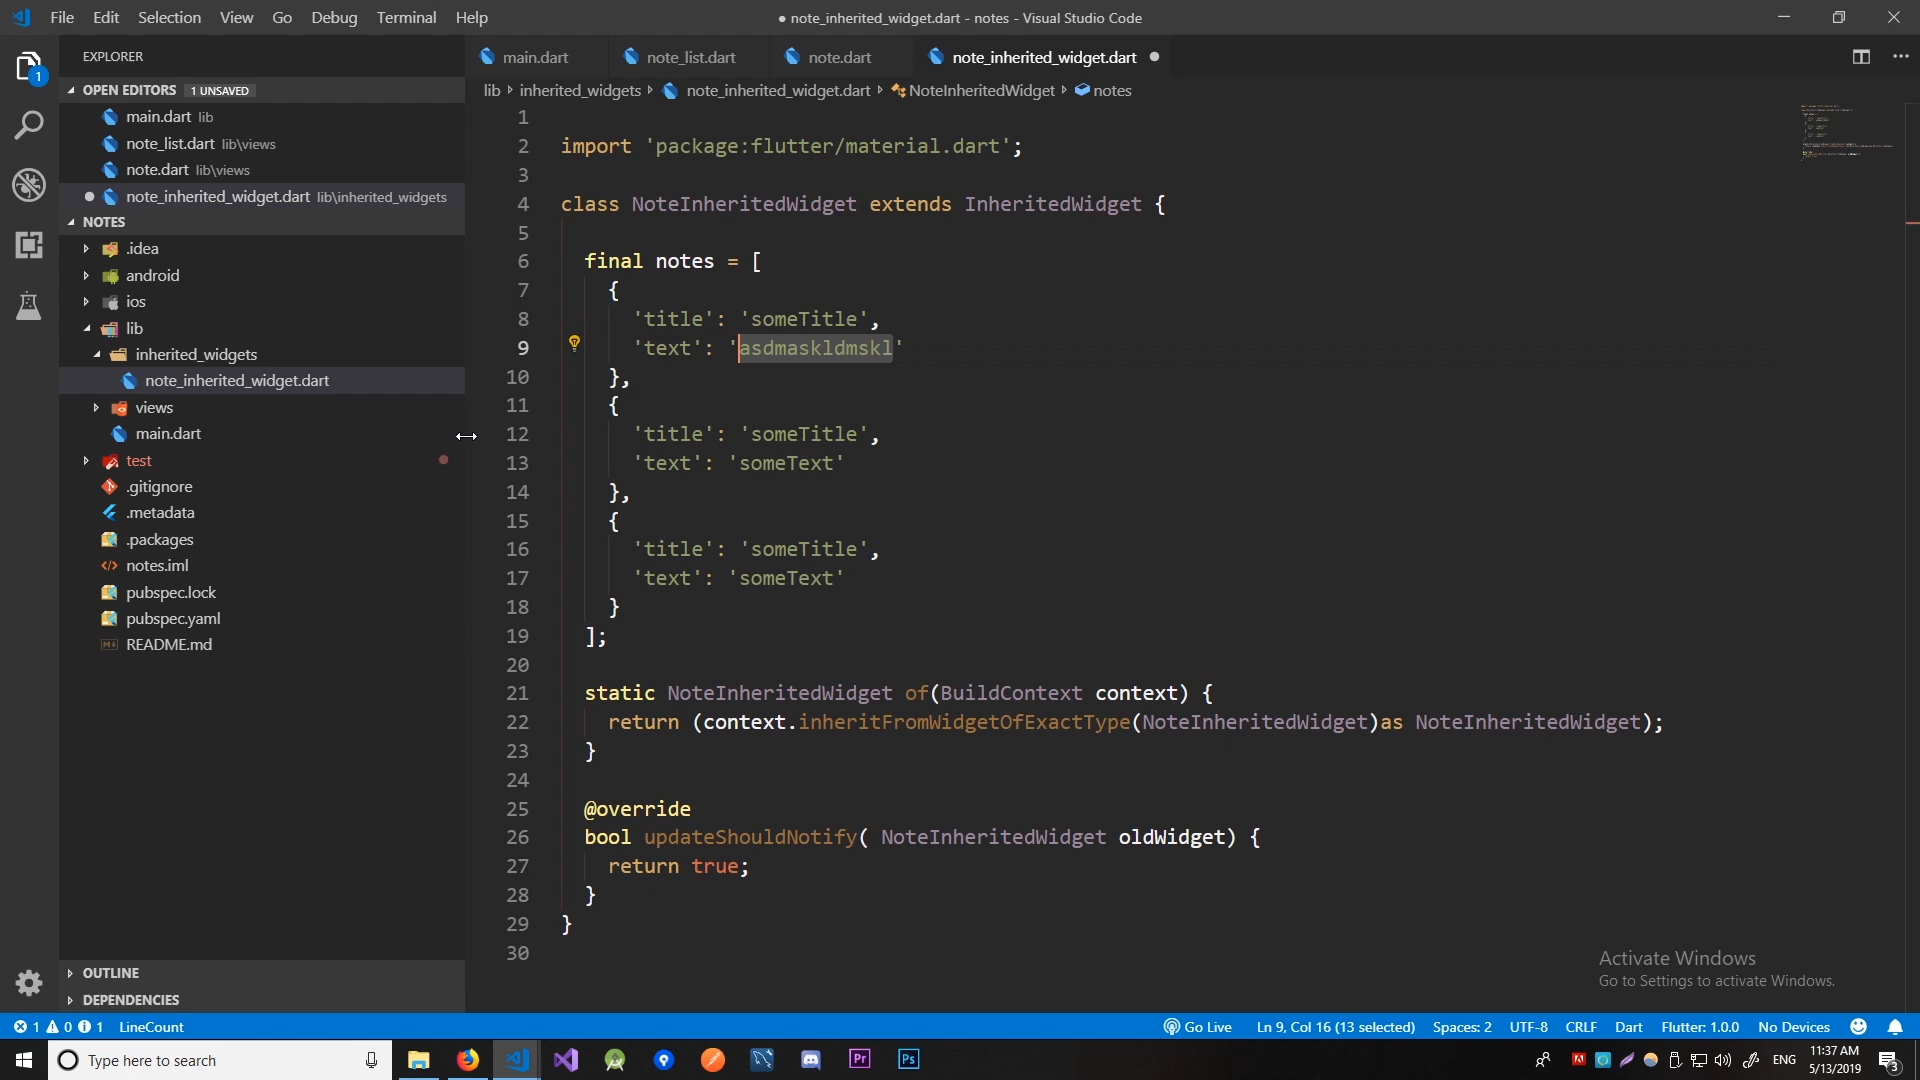 File Edit Selection View Go Debug Terminal Help
● note_inherited_widget.dart - notes - Visual Studio Code
EXPLORER
main.dart note_list.dart note.dart note_inherited_widget.dart
OPEN EDITORS 1 UNSAVED
lib inherited_widgets note_inherited_widget.dart NoteInheritedWidget notes
main.dart lib
note_list.dart lib\views
note.dart lib\views
note_inherited_widget.dart lib\inherited_widgets
NOTES
.idea
android
ios
lib
inherited_widgets
note_inherited_widget.dart
views
main.dart
test
.gitignore
.metadata
.packages
notes.iml
pubspec.lock
pubspec.yaml
README.md
OUTLINE
DEPENDENCIES
1
2 import 'package:flutter/material.dart';
3
4 class NoteInheritedWidget extends InheritedWidget {
5
6 final notes = [
7 {
8 'title': 'someTitle',
9 'text': 'asdmaskldmskl'
10 },
11 {
12 'title': 'someTitle',
13 'text': 'someText'
14 },
15 {
16 'title': 'someTitle',
17 'text': 'someText'
18 }
19 ];
20
21 static NoteInheritedWidget of(BuildContext context) {
22 return (context.inheritFromWidgetOfExactType(NoteInheritedWidget)as NoteInheritedWidget);
23 }
24
25 @override
26 bool updateShouldNotify( NoteInheritedWidget oldWidget) {
27 return true;
28 }
29 }
30
Activate Windows
Go to Settings to activate Windows.
1 0 1 LineCount
Go Live Ln 9, Col 16 (13 selected) Spaces: 2 UTF-8 CRLF Dart Flutter: 1.0.0 No Devices
Type here to search
Pr Ps
ENG
11:37 AM
5/13/2019
3